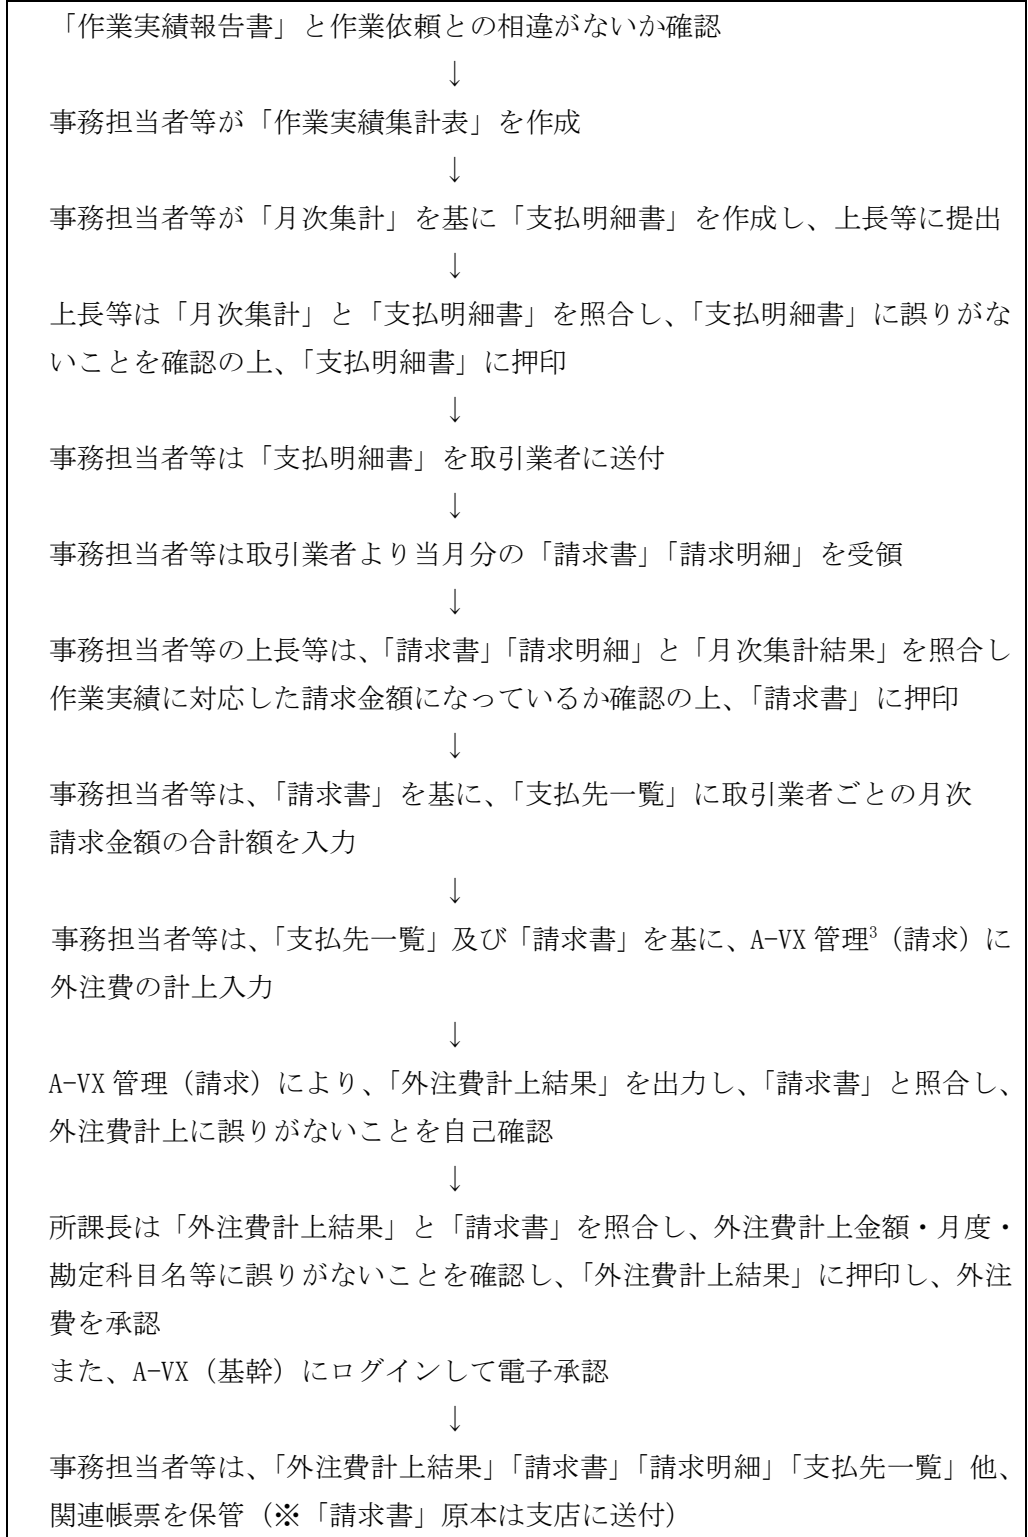 「作業実績報告書」と作業依頼との相違がないか確認
↓
事務担当者等が「作業実績集計表」を作成
↓
事務担当者等が「月次集計」を基に「支払明細書」を作成し、上長等に提出
↓
上長等は「月次集計」と「支払明細書」を照合し、「支払明細書」に誤りがな
いことを確認の上、「支払明細書」に押印
↓
事務担当者等は「支払明細書」を取引業者に送付
↓
事務担当者等は取引業者より当月分の「請求書」「請求明細」を受領
↓
事務担当者等の上長等は、「請求書」「請求明細」と「月次集計結果」を照合し
作業実績に対応した請求金額になっているか確認の上、「請求書」に押印
↓
事務担当者等は、「請求書」を基に、「支払先一覧」に取引業者ごとの月次
請求金額の合計額を入力
↓
事務担当者等は、「支払先一覧」及び「請求書」を基に、A-VX 管理³（請求）に
外注費の計上入力
↓
A-VX 管理（請求）により、「外注費計上結果」を出力し、「請求書」と照合し、
外注費計上に誤りがないことを自己確認
↓
所課長は「外注費計上結果」と「請求書」を照合し、外注費計上金額・月度・
勘定科目名等に誤りがないことを確認し、「外注費計上結果」に押印し、外注
費を承認
また、A-VX（基幹）にログインして電子承認
↓
事務担当者等は、「外注費計上結果」「請求書」「請求明細」「支払先一覧」他、
関連帳票を保管（※「請求書」原本は支店に送付）